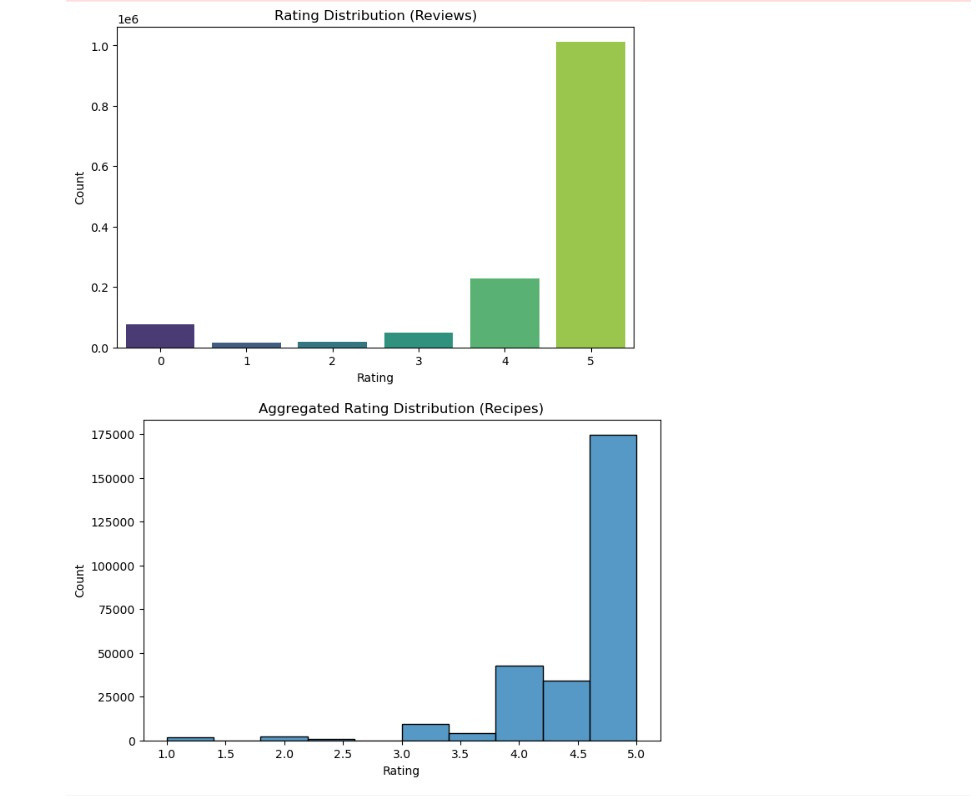 Rating Distribution (Reviews)
1e6
1.0
0.8
0.6
0.4
0.2
0.0
Count
0 1 2 3 4 5
Rating
Aggregated Rating Distribution (Recipes)
175000
150000
125000
100000
75000
50000
25000
0
Count
1.0 1.5 2.0 2.5 3.0 3.5 4.0 4.5 5.0
Rating